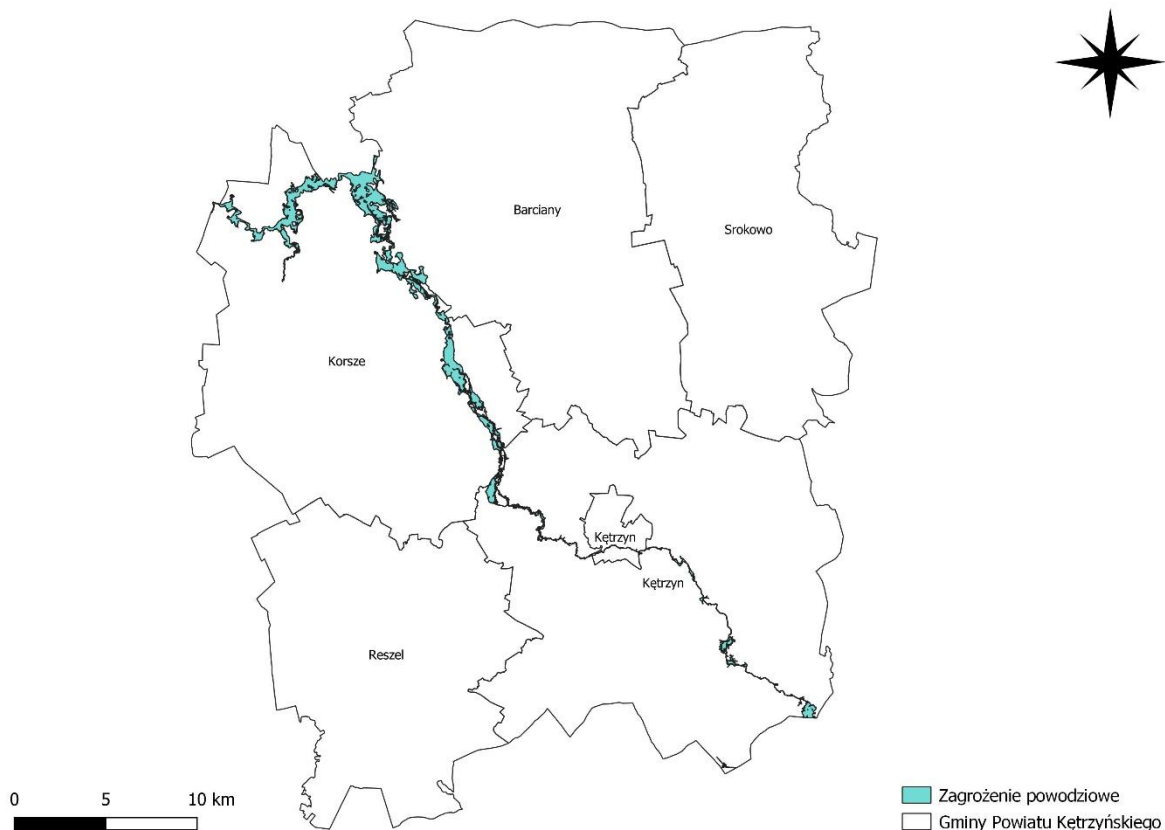 Barciany
Srokowo
Korsze
Kętrzyn
Kętrzyn
Reszel
0 5 10 km
Zagrożenie powodziowe
Gminy Powiatu Kętrzyńskiego